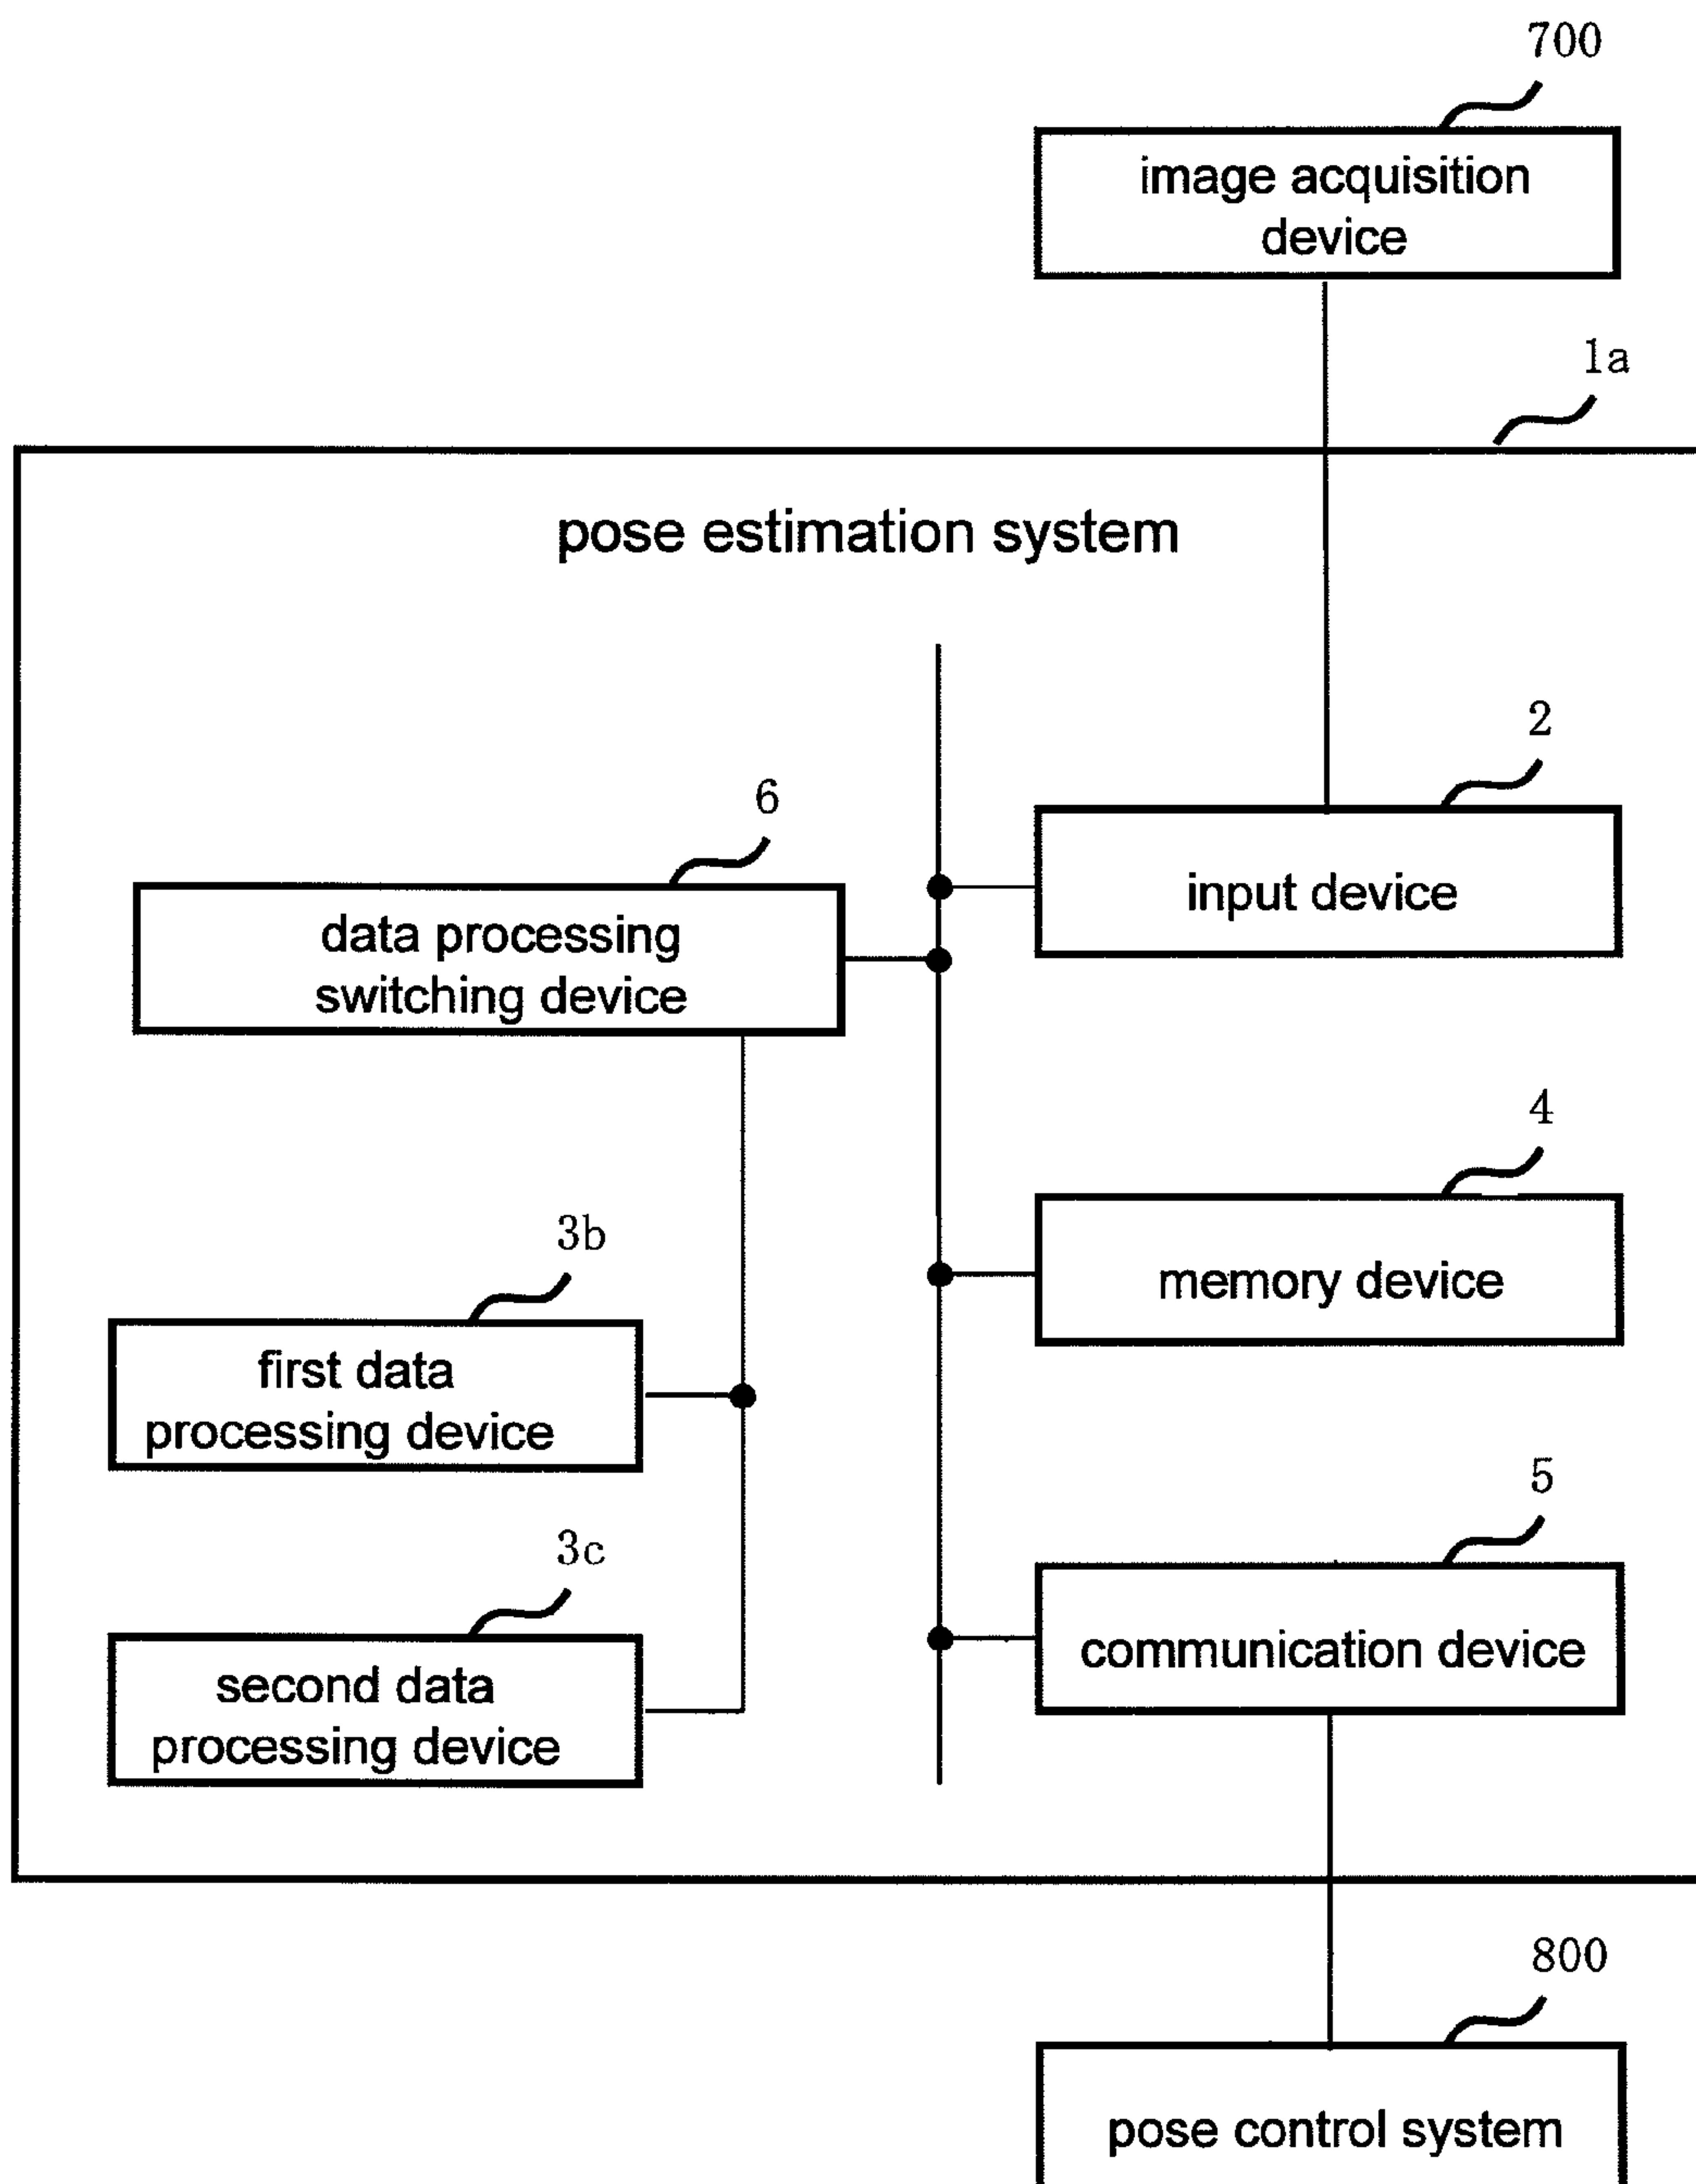 700
image acquisition
device
1a
pose estimation system
2
input device
6
data processing
switching device
4
memory device
3b
first data
processing device
5
communication device
3c
second data
processing device
800
pose control system